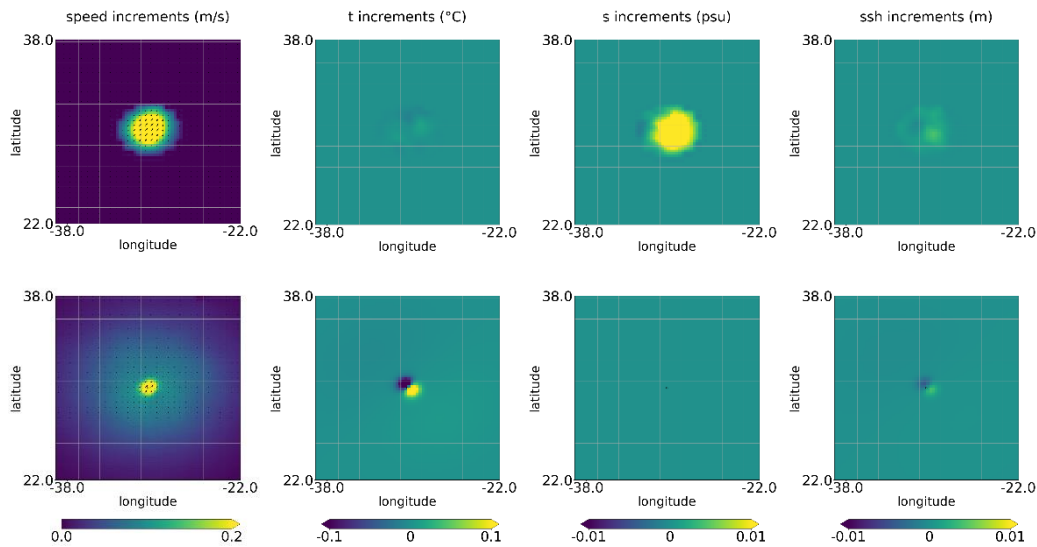 speed increments (m/s) t increments (°C) s increments (psu) ssh increments (m)
38.0 38.0 38.0 38.0
latitude latitude latitude latitude
22.0 22.0 22.0 22.0
-38.0 -22.0 -38.0 -22.0 -38.0 -22.0 -38.0 -22.0
longitude longitude longitude longitude
38.0 38.0 38.0 38.0
latitude latitude latitude latitude
22.0 22.0 22.0 22.0
-38.0 -22.0 -38.0 -22.0 -38.0 -22.0 -38.0 -22.0
longitude longitude longitude longitude
0.0 0.2 -0.1 0 0.1 -0.01 0 0.01 -0.01 0 0.01